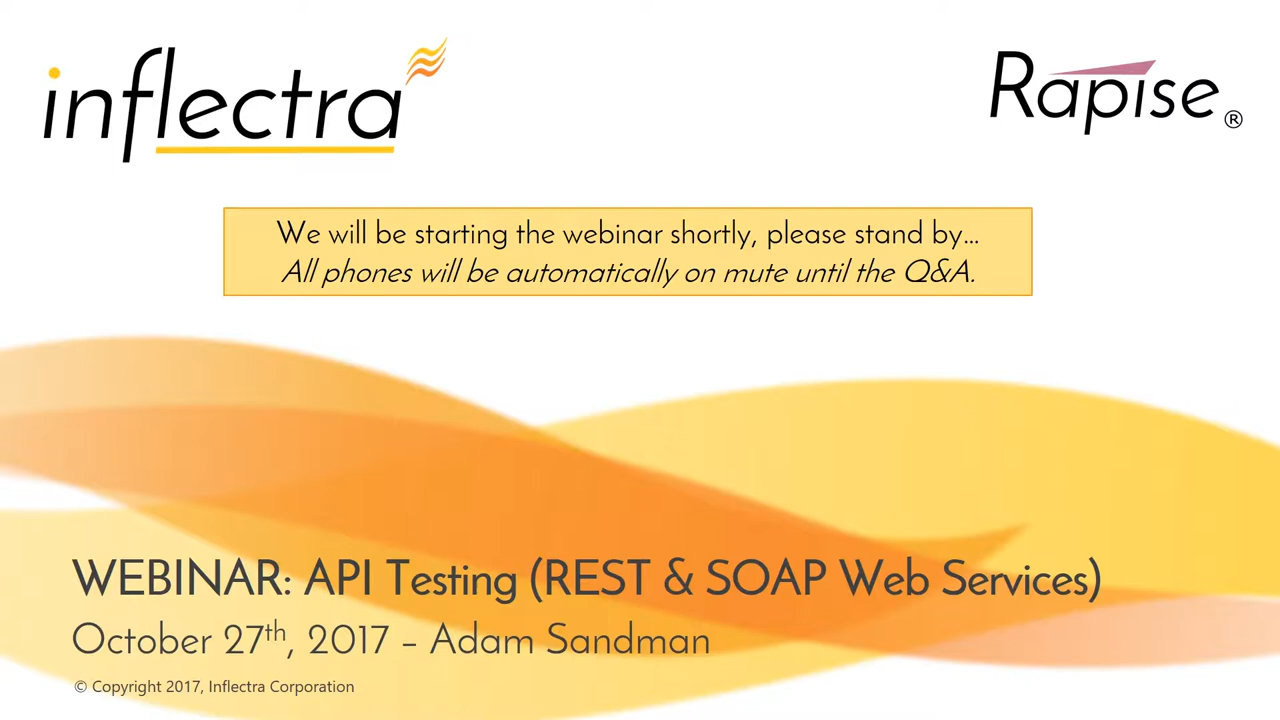 inflectra
Rapise®
We will be starting the webinar shortly, please stand by...
All phones will be automatically on mute until the Q&A.
WEBINAR: API Testing (REST & SOAP Web Services)
October 27th, 2017 – Adam Sandman
© Copyright 2017, Inflectra Corporation